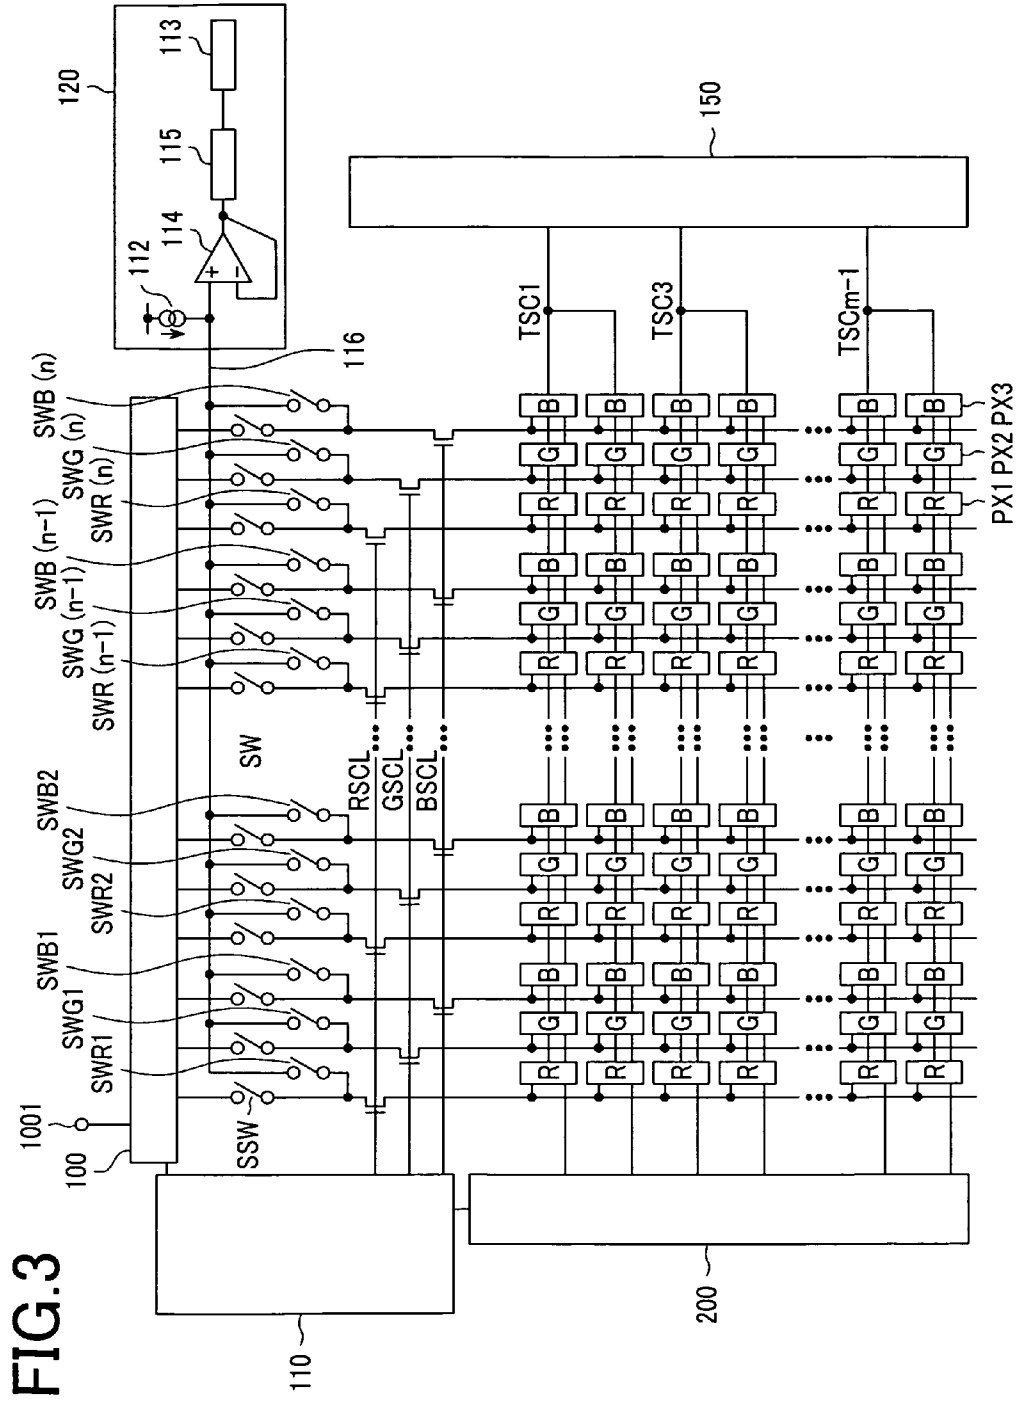 FIG.3
120
113
115
114
112
116
150
1001
100
110
200
SWR1
SWG1
SWB1
SWR2
SWG2
SWB2
SWR (n-1)
SWG (n-1)
SWB (n-1)
SWR (n)
SWG (n)
SWB (n)
SSW
SW
RSCL
GSCL
BSCL
TSC1
TSC3
TSCm-1
+
−
R G B R G B R G B R G B
R G B R G B R G B R G B
R G B R G B R G B R G B
R G B R G B R G B R G B
R G B R G B R G B R G B
R G B R G B R G B R G B
PX1 PX2 PX3